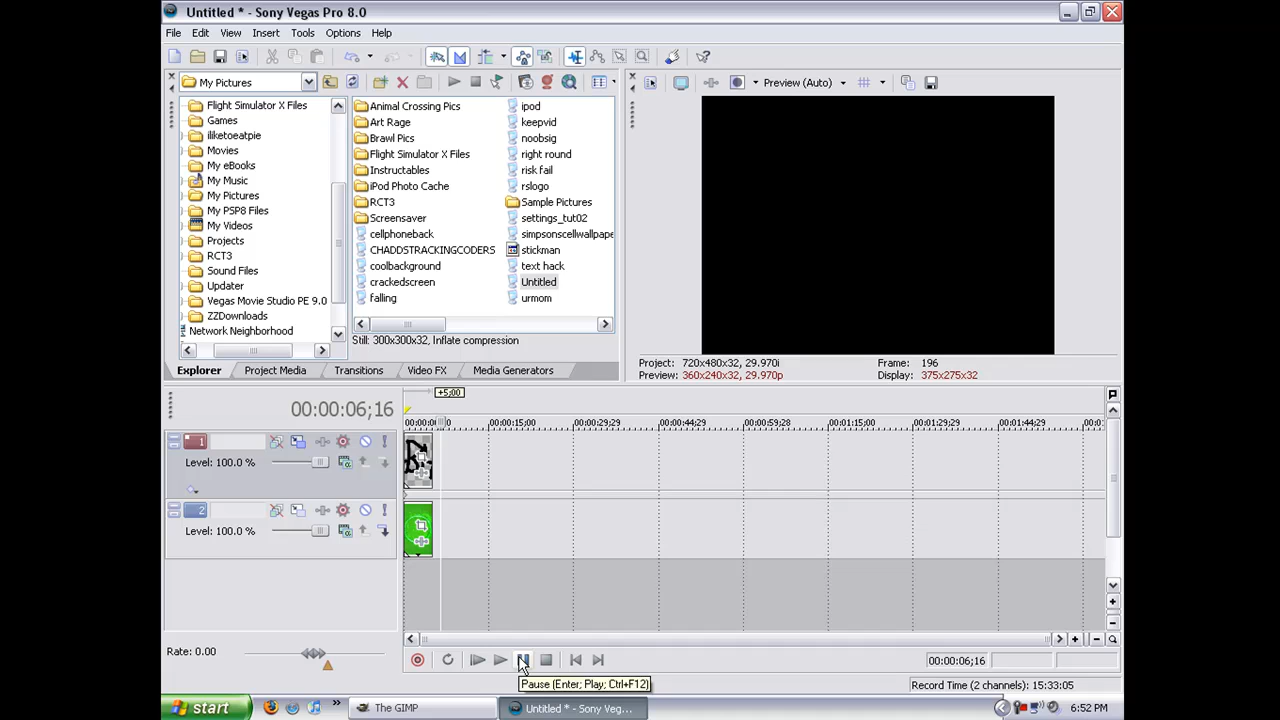 Untitled * - Sony Vegas Pro 8.0
File Edit View Insert Tools Options Help
My Pictures
Preview (Auto)
Flight Simulator X Files
Games
iliketoeatpie
Movies
My eBooks
My Music
My Pictures
My PSP8 Files
My Videos
Projects
RCT3
Sound Files
Updater
Vegas Movie Studio PE 9.0
ZZDownloads
Network Neighborhood
Animal Crossing Pics
Art Rage
Brawl Pics
Flight Simulator X Files
Instructables
iPod Photo Cache
RCT3
Screensaver
cellphoneback
CHADDSTRACKINGCODERS
coolbackground
crackedscreen
falling
ipod
keepvid
noobsig
right round
risk fail
rslogo
Sample Pictures
settings_tut02
simpsonscellwallpape
stickman
text hack
Untitled
urmom
Still: 300x300x32, Inflate compression
Explorer Project Media Transitions Video FX Media Generators
Project: 720x480x32, 29.970i Frame: 196
Preview: 360x240x32, 29.970p Display: 375x275x32
+5;00
00:00:06;16
00:00:0 0 00:00:15;00 00:00:29;29 00:00:44;29 00:00:59;28 00:01:15;00 00:01:29;29 00:01:44;29 00:0
1
Level: 100.0 %
2
Level: 100.0 %
Rate: 0.00
00:00:06;16
Pause (Enter; Play; Ctrl+F12)
Record Time (2 channels): 15:33:05
start » The GIMP Untitled * - Sony Veg... 6:52 PM